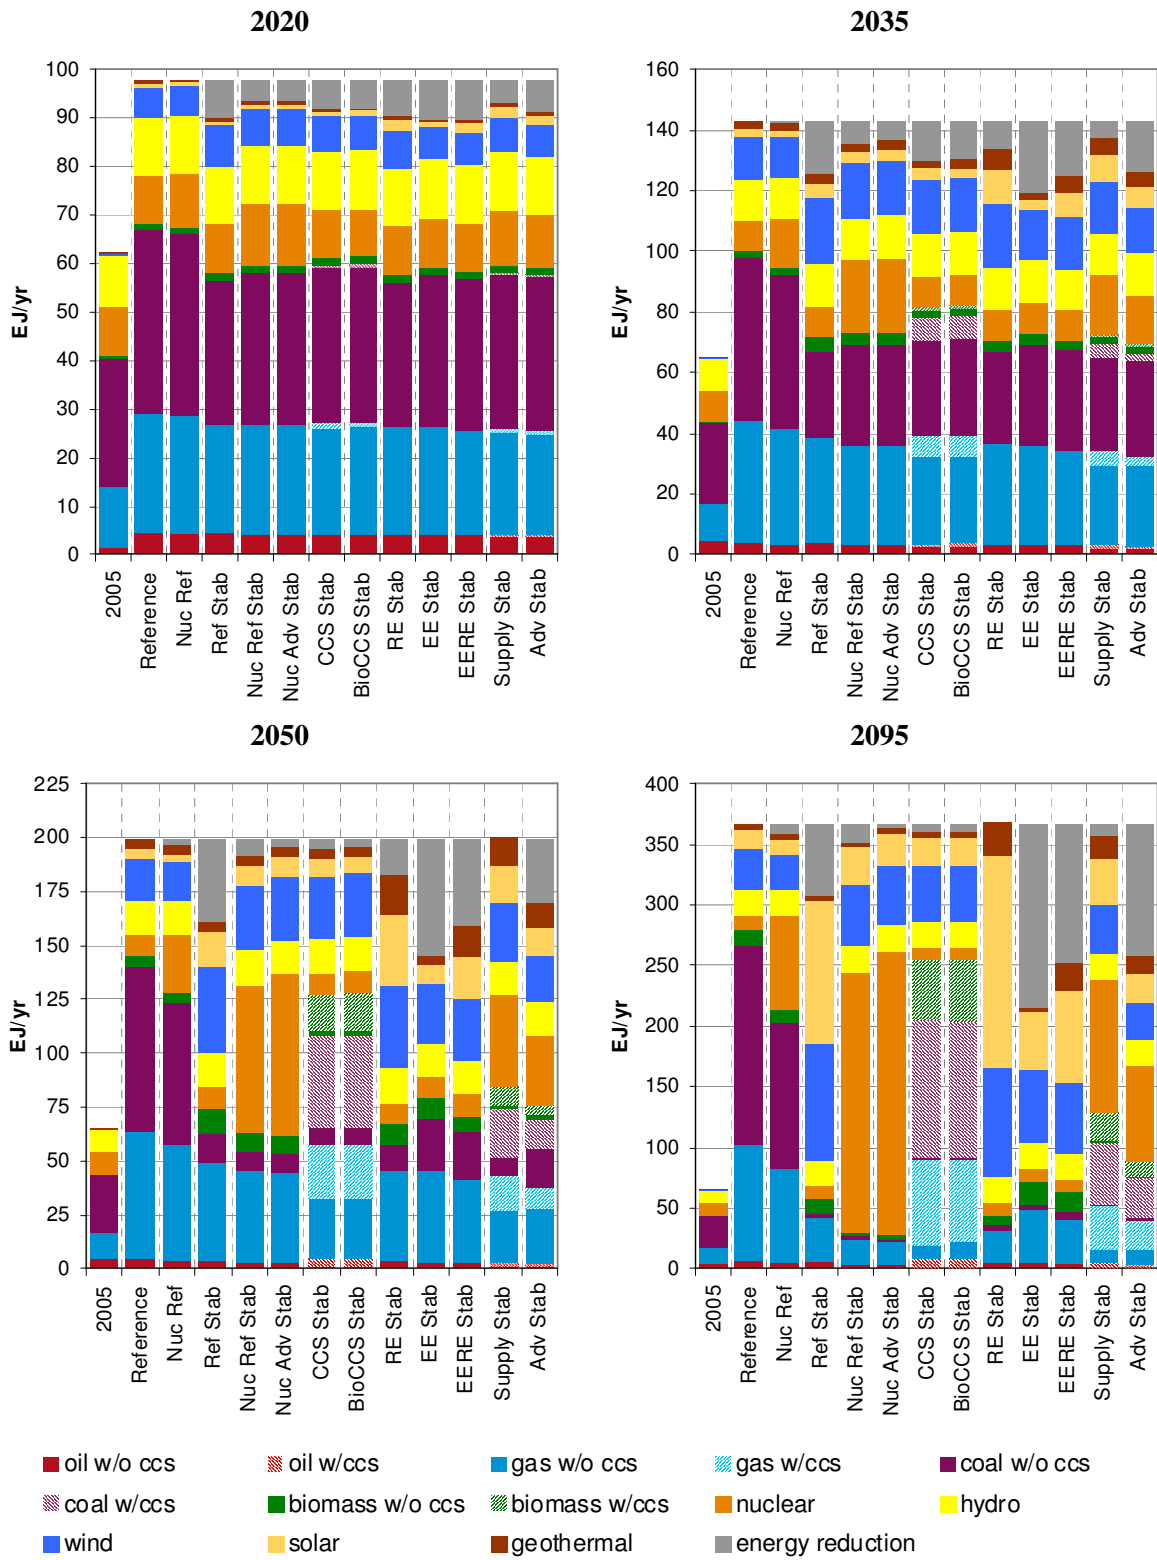 2020
2035
100
90
80
70
60
50
40
30
20
10
0
EJ/yr
2005
Reference
Nuc Ref
Ref Stab
Nuc Ref Stab
Nuc Adv Stab
CCS Stab
BioCCS Stab
RE Stab
EE Stab
EERE Stab
Supply Stab
Adv Stab
160
140
120
100
80
60
40
20
0
EJ/yr
2005
Reference
Nuc Ref
Ref Stab
Nuc Ref Stab
Nuc Adv Stab
CCS Stab
BioCCS Stab
RE Stab
EE Stab
EERE Stab
Supply Stab
Adv Stab
2050
2095
225
200
175
150
125
100
75
50
25
0
EJ/yr
2005
Reference
Nuc Ref
Ref Stab
Nuc Ref Stab
Nuc Adv Stab
CCS Stab
BioCCS Stab
RE Stab
EE Stab
EERE Stab
Supply Stab
Adv Stab
400
350
300
250
200
150
100
50
0
EJ/yr
2005
Reference
Nuc Ref
Ref Stab
Nuc Ref Stab
Nuc Adv Stab
CCS Stab
BioCCS Stab
RE Stab
EE Stab
EERE Stab
Supply Stab
Adv Stab
oil w/o ccs
oil w/ccs
gas w/o ccs
gas w/ccs
coal w/o ccs
coal w/ccs
biomass w/o ccs
biomass w/ccs
nuclear
hydro
wind
solar
geothermal
energy reduction